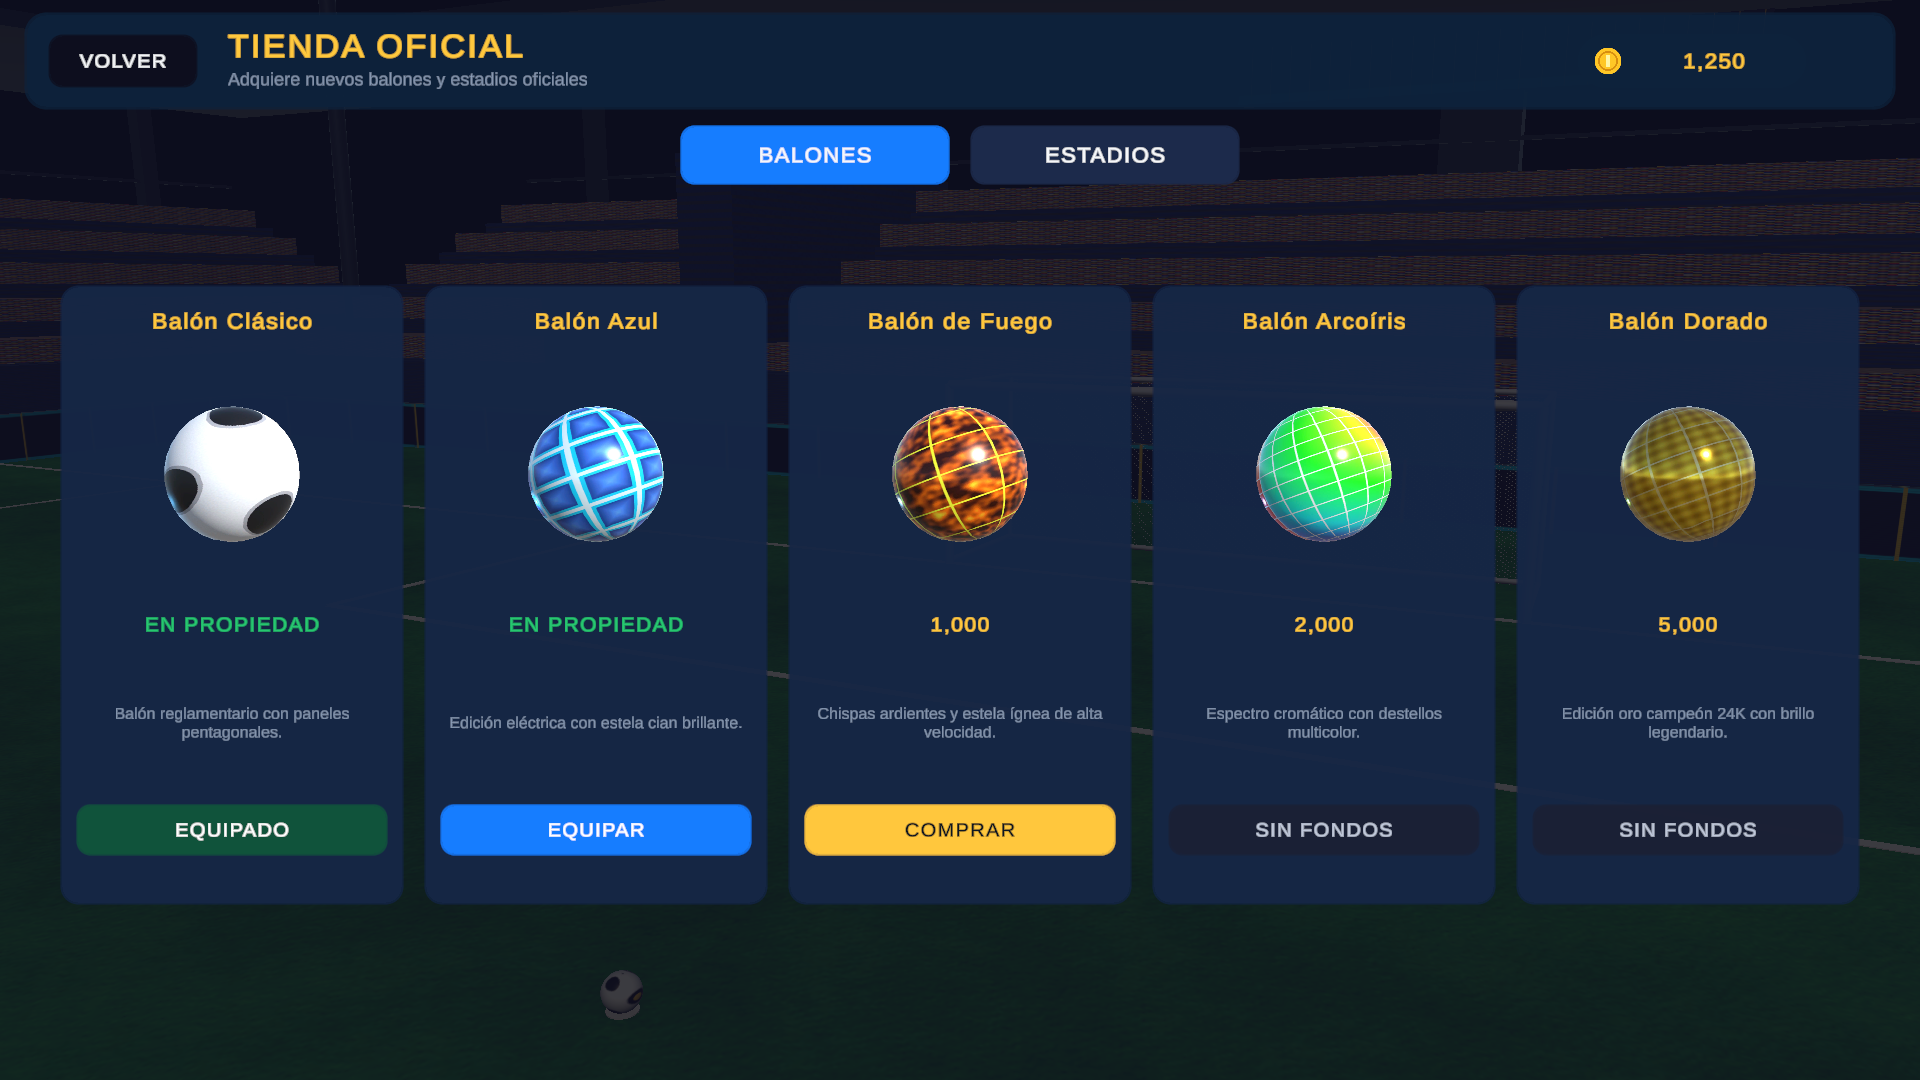 VOLVER
TIENDA OFICIAL
Adquiere nuevos balones y estadios oficiales
1,250
BALONES
ESTADIOS
Balón Clásico
EN PROPIEDAD
Balón reglamentario con paneles
pentagonales.
EQUIPADO
Balón Azul
EN PROPIEDAD
Edición eléctrica con estela cian brillante.
EQUIPAR
Balón de Fuego
1,000
Chispas ardientes y estela ígnea de alta
velocidad.
COMPRAR
Balón Arcoíris
2,000
Espectro cromático con destellos
multicolor.
SIN FONDOS
Balón Dorado
5,000
Edición oro campeón 24K con brillo
legendario.
SIN FONDOS